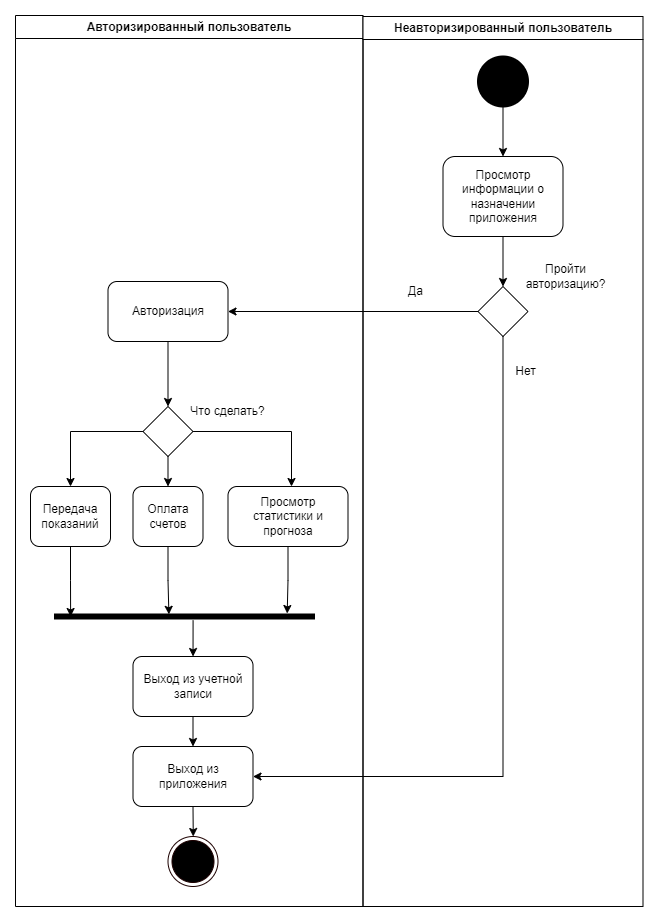 Авторизированный пользователь
Неавторизированный пользователь
Просмотр
информации о
назначении
приложения
Пройти
авторизацию?
Да
Авторизация
Нет
Что сделать?
Передача
показаний
Оплата
счетов
Просмотр
статистики и
прогноза
Выход из учетной
записи
Выход из
приложения